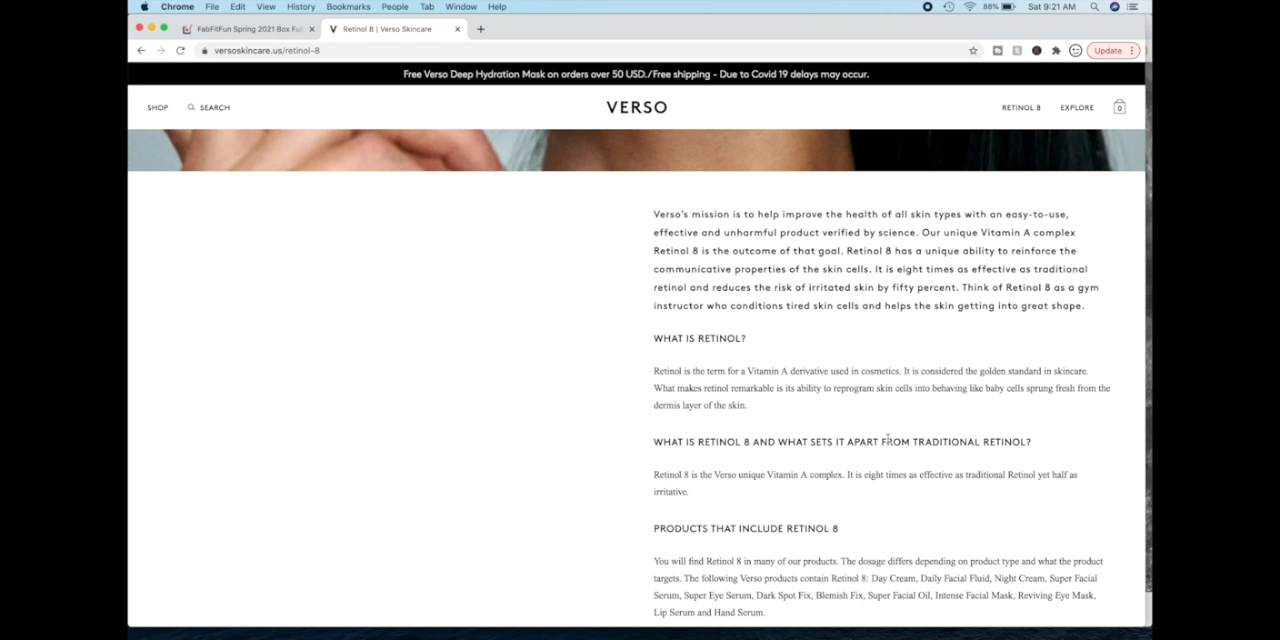 Chrome File Edit View History Bookmarks People Tab Window Help 88% Sat 9:21 AM
FabFitFun Spring 2021 Box Ful × Retinol 8 | Verso Skincare × +
versoskincare.us/retinol-8 Update
Free Verso Deep Hydration Mask on orders over 50 USD./Free shipping - Due to Covid 19 delays may occur.
SHOP SEARCH VERSO RETINOL 8 EXPLORE 0
Verso's mission is to help improve the health of all skin types with an easy-to-use,
effective and unharmful product verified by science. Our unique Vitamin A complex
Retinol 8 is the outcome of that goal. Retinol 8 has a unique ability to reinforce the
communicative properties of the skin cells. It is eight times as effective as traditional
retinol and reduces the risk of irritated skin by fifty percent. Think of Retinol 8 as a gym
instructor who conditions tired skin cells and helps the skin getting into great shape.
WHAT IS RETINOL?
Retinol is the term for a Vitamin A derivative used in cosmetics. It is considered the golden standard in skincare.
What makes retinol remarkable is its ability to reprogram skin cells into behaving like baby cells sprung fresh from the
dermis layer of the skin.
WHAT IS RETINOL 8 AND WHAT SETS IT APART FROM TRADITIONAL RETINOL?
Retinol 8 is the Verso unique Vitamin A complex. It is eight times as effective as traditional Retinol yet half as
irritative.
PRODUCTS THAT INCLUDE RETINOL 8
You will find Retinol 8 in many of our products. The dosage differs depending on product type and what the product
targets. The following Verso products contain Retinol 8: Day Cream, Daily Facial Fluid, Night Cream, Super Facial
Serum, Super Eye Serum, Dark Spot Fix, Blemish Fix, Super Facial Oil, Intense Facial Mask, Reviving Eye Mask,
Lip Serum and Hand Serum.